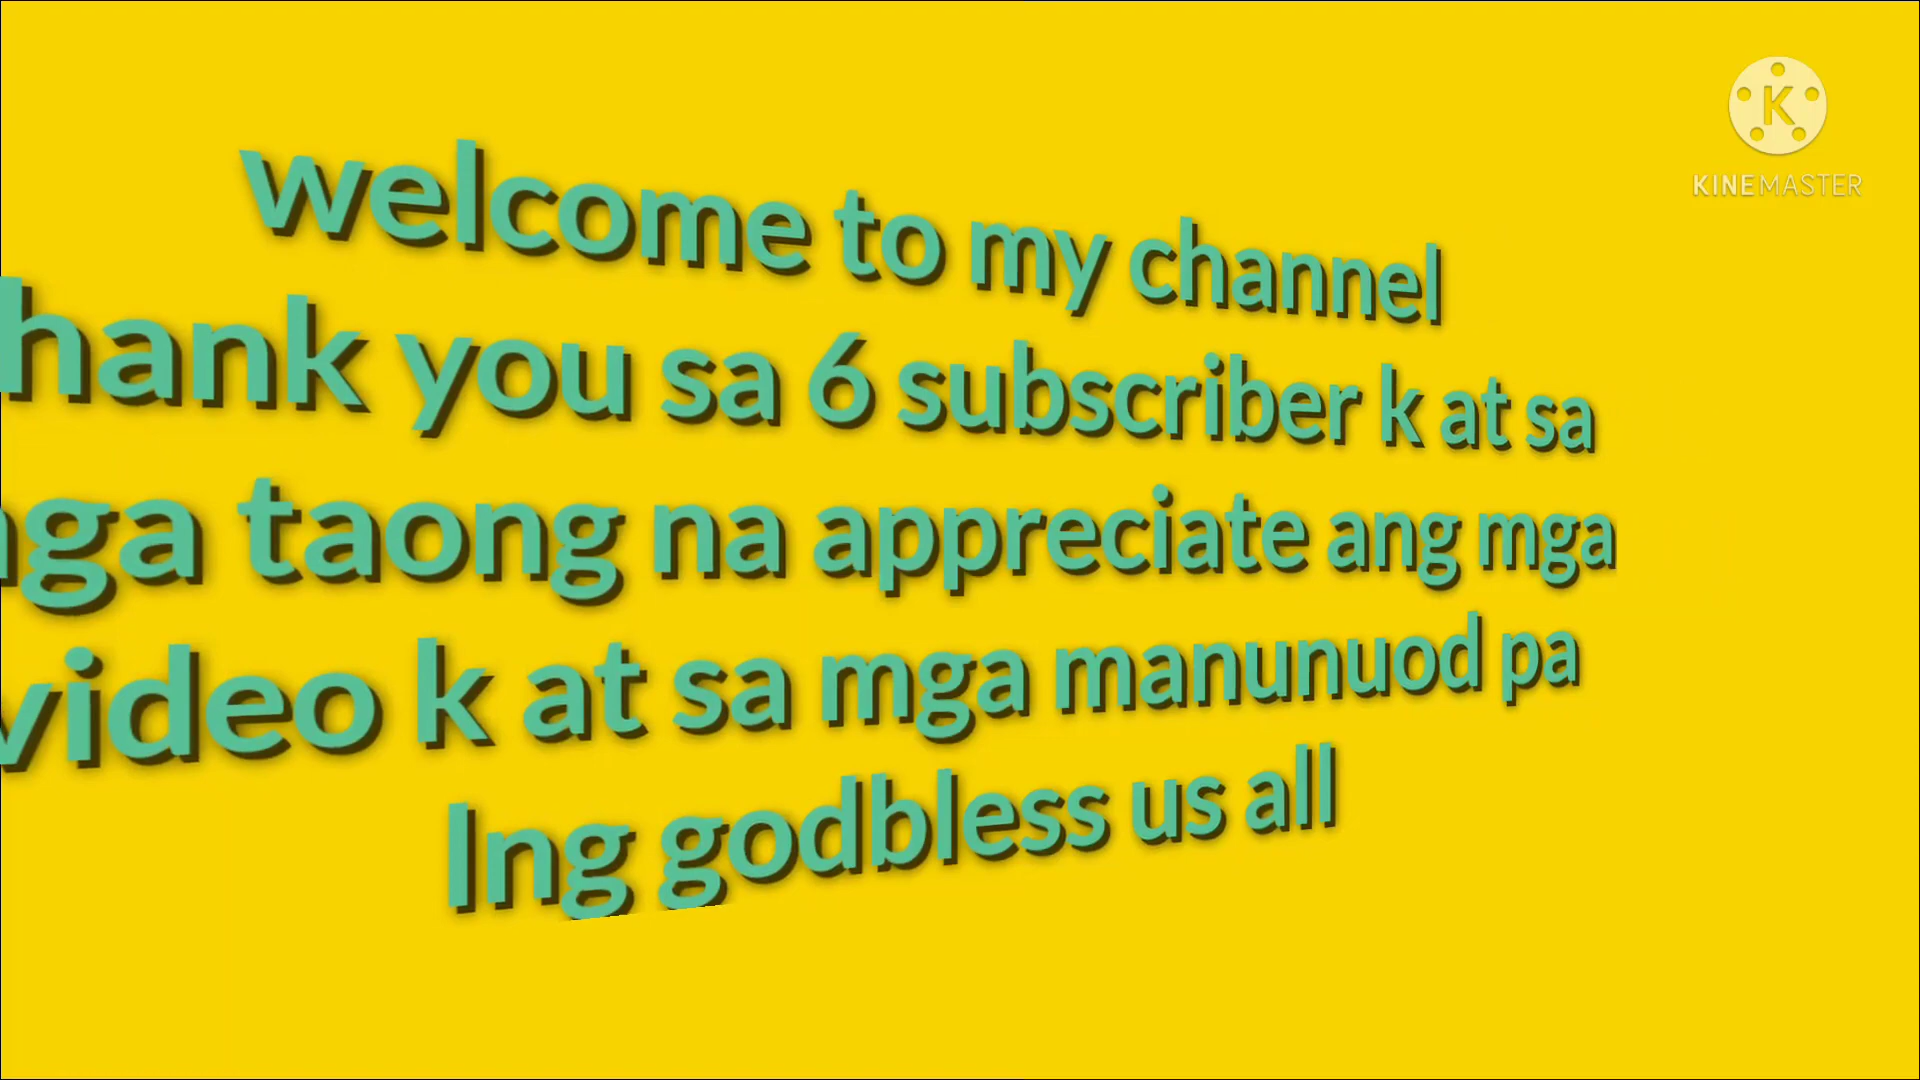 welcome to my channel
hank you sa 6 subscriber k at sa
nga taong na appreciate ang mga
video k at sa mga manunuod pa
lng godbless us all
K
KINEMASTER